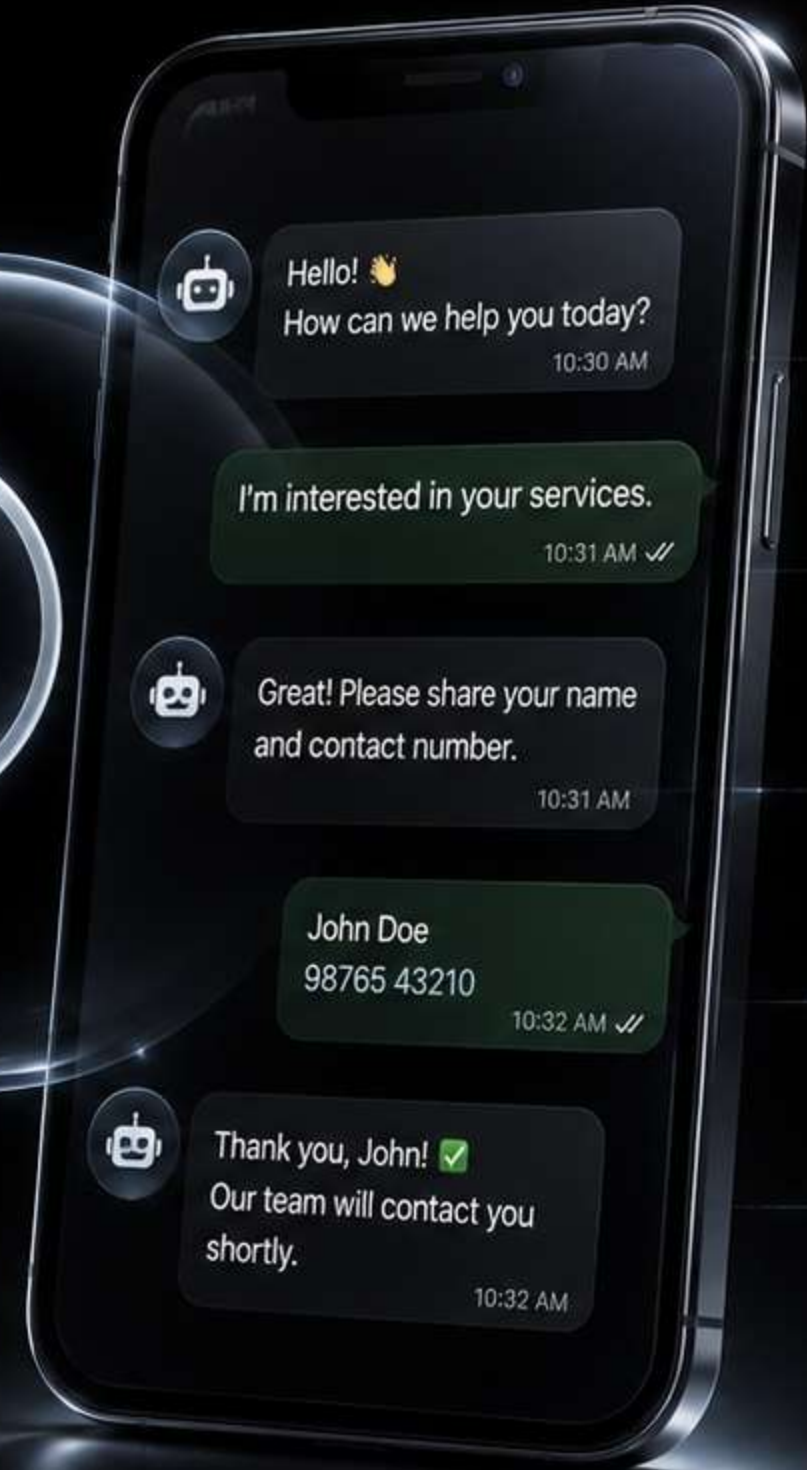 Hello! 👋
How can we help you today?
10:30 AM
I'm interested in your services.
10:31 AM
Great! Please share your name
and contact number.
10:31 AM
John Doe
98765 43210
10:32 AM
Thank you, John! ✅
Our team will contact you
shortly.
10:32 AM